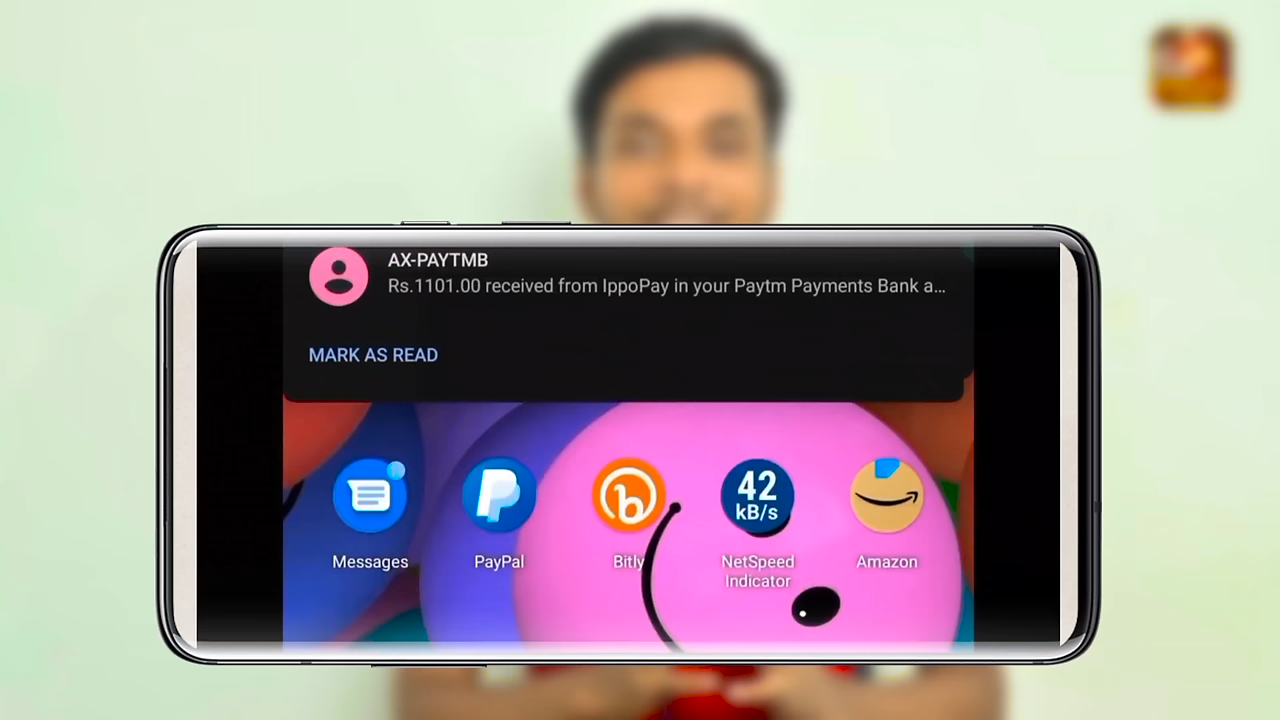 AX-PAYTMB
Rs.1101.00 received from IppoPay in your Paytm Payments Bank a...
MARK AS READ
42
kB/s
Messages
PayPal
Bitly
NetSpeed
Indicator
Amazon